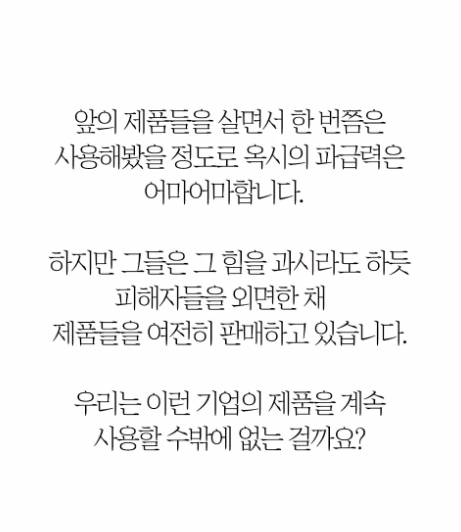 앞의 제품들을 살면서 한 번쯤은
사용해봤을 정도로 옥시의 파급력은
어마어마합니다.
하지만 그들은 그 힘을 과시라도 하듯
피해자들을 외면한 채
제품들을 여전히 판매하고 있습니다.
우리는 이런 기업의 제품을 계속
사용할 수밖에 없는 걸까요?